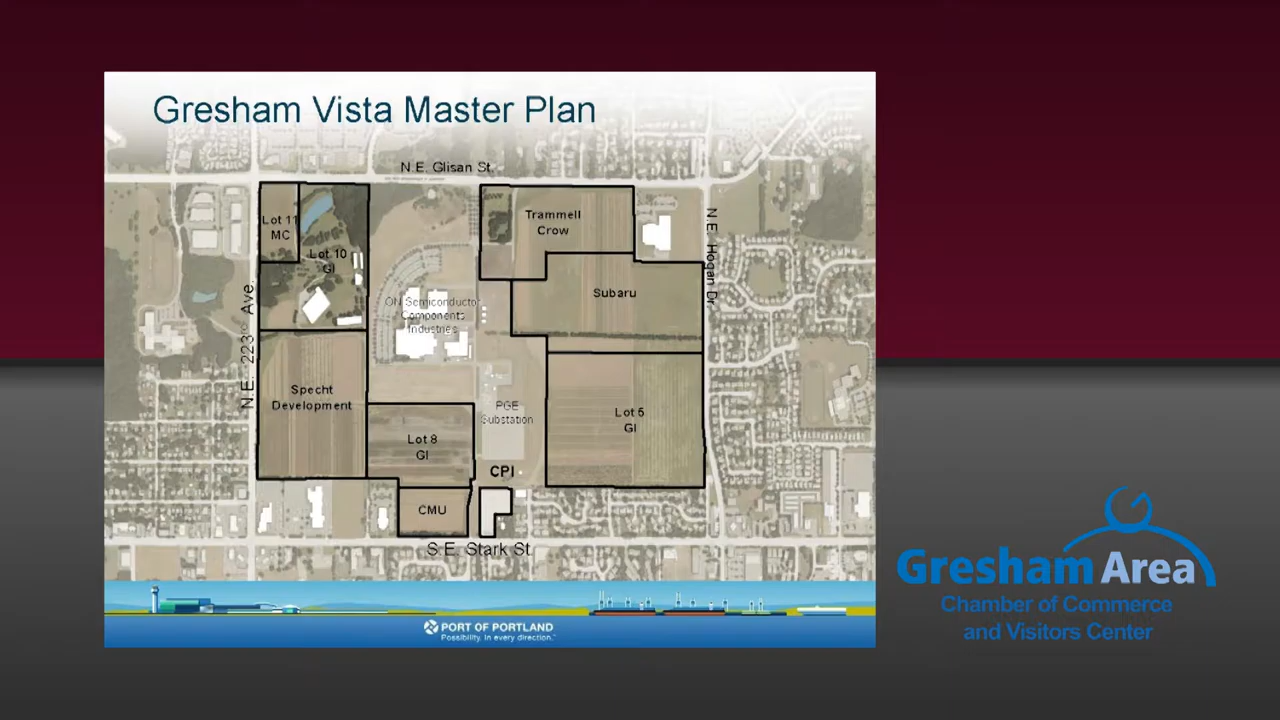 Gresham Vista Master Plan
N.E. Glisan St.
Lot 11
MC
Lot 10
GI
Trammell
Crow
N.E. Hogan Dr.
Subaru
ON Semiconductor
Components
Industries
N.E. 223rd Ave.
Specht
Development
Lot 8
GI
PGE
Substation
Lot 5
GI
CPI
CMU
S.E. Stark St.
PORT OF PORTLAND
Possibility. In every direction.™
G
Gresham Area
Chamber of Commerce
and Visitors Center